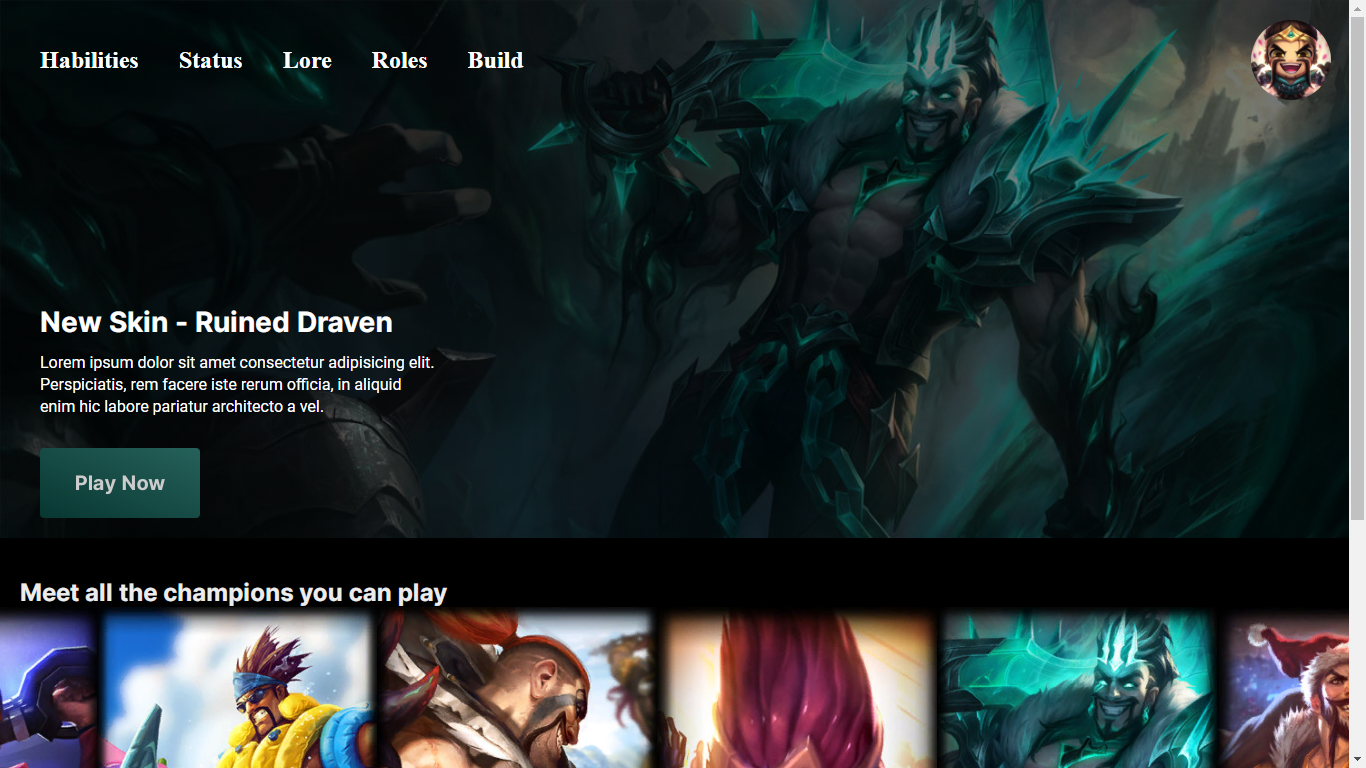 Habilities Status Lore Roles Build
New Skin - Ruined Draven
Lorem ipsum dolor sit amet consectetur adipisicing elit.
Perspiciatis, rem facere iste rerum officia, in aliquid
enim hic labore pariatur architecto a vel.
Play Now
Meet all the champions you can play